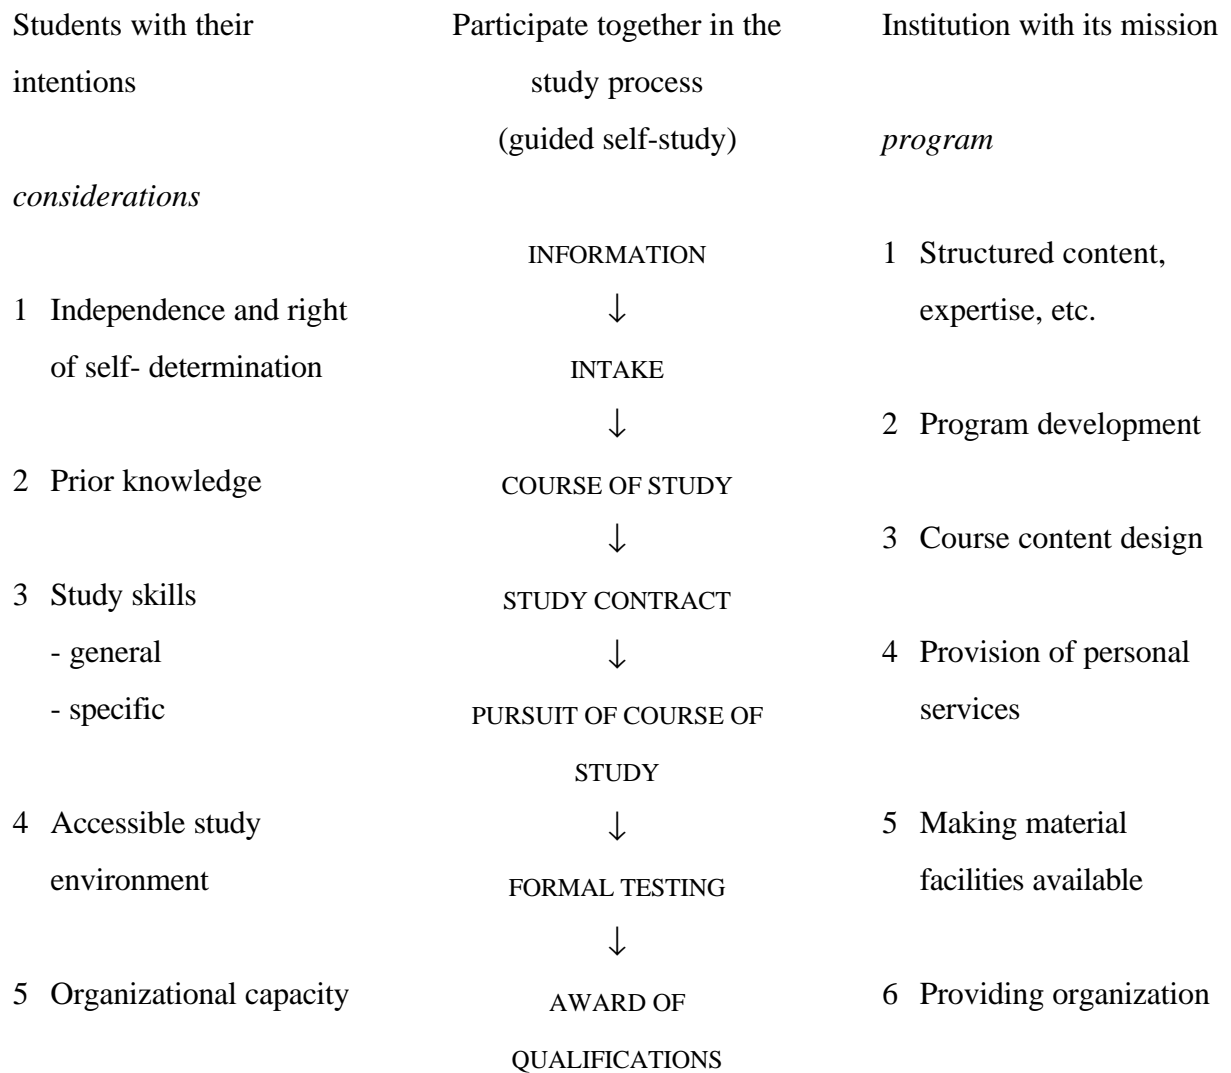 Students with their
intentions
considerations
1 Independence and right
of self- determination
2 Prior knowledge
3 Study skills
- general
- specific
4 Accessible study
environment
5 Organizational capacity
Participate together in the
study process
(guided self-study)
INFORMATION
↓
INTAKE
↓
COURSE OF STUDY
↓
STUDY CONTRACT
↓
PURSUIT OF COURSE OF
STUDY
↓
FORMAL TESTING
↓
AWARD OF
QUALIFICATIONS
Institution with its mission
program
1 Structured content,
expertise, etc.
2 Program development
3 Course content design
4 Provision of personal
services
5 Making material
facilities available
6 Providing organization